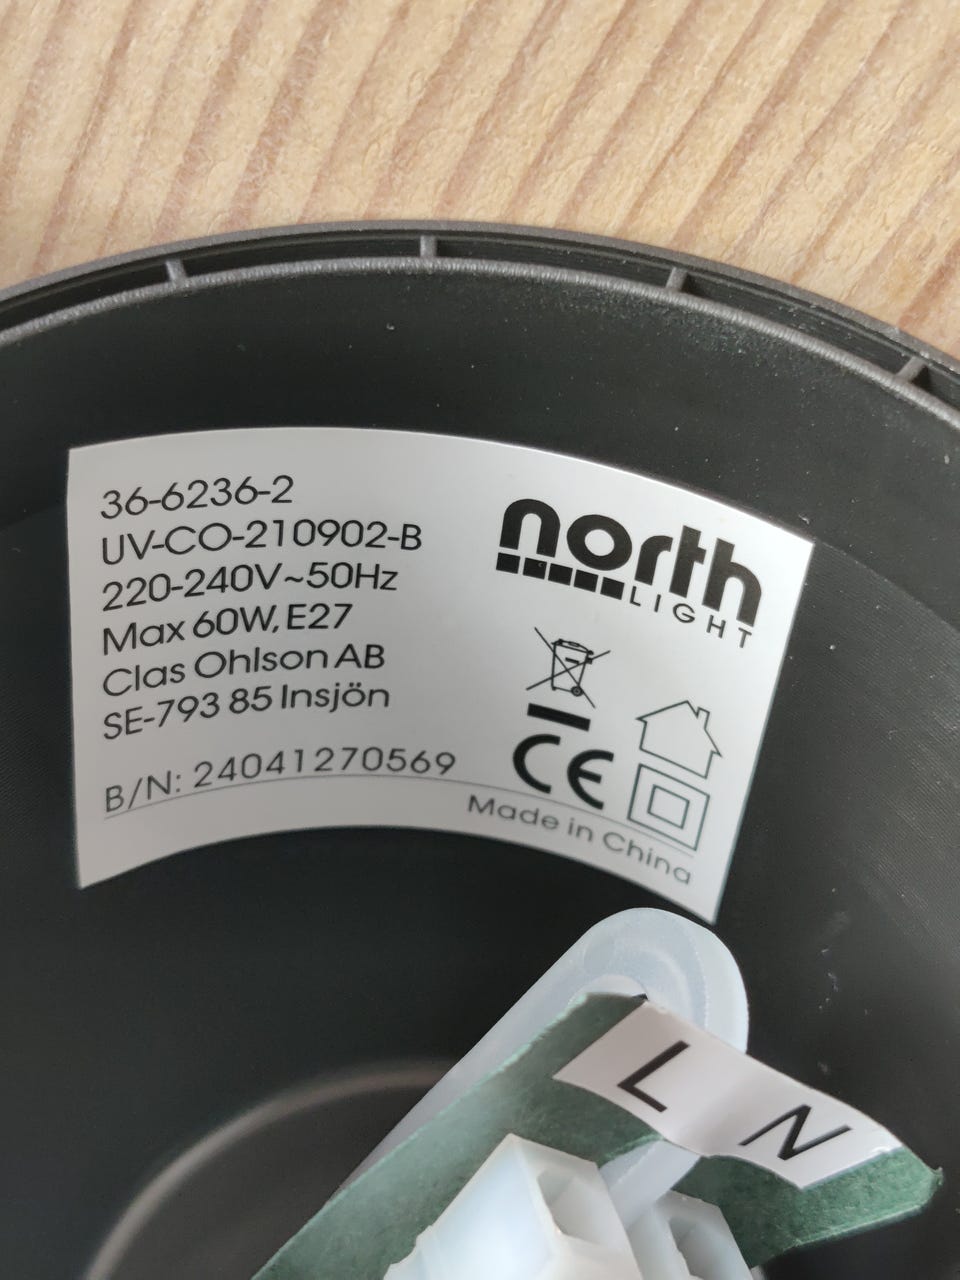 36-6236-2
UV-CO-210902-B
220-240V~50Hz
Max 60W, E27
Clas Ohlson AB
SE-793 85 Insjön
B/N: 24041270569
north
LIGHT
CE
Made in China
L N